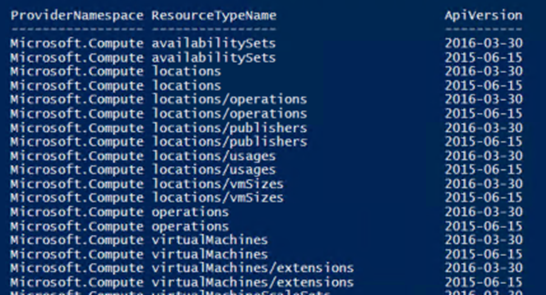 ProviderNamespace ResourceTypeName ApiVersion
----------------- ---------------- ----------
Microsoft.Compute availabilitySets 2016-03-30
Microsoft.Compute availabilitySets 2015-06-15
Microsoft.Compute locations 2016-03-30
Microsoft.Compute locations 2015-06-15
Microsoft.Compute locations/operations 2016-03-30
Microsoft.Compute locations/operations 2015-06-15
Microsoft.Compute locations/publishers 2016-03-30
Microsoft.Compute locations/publishers 2015-06-15
Microsoft.Compute locations/usages 2016-03-30
Microsoft.Compute locations/usages 2015-06-15
Microsoft.Compute locations/vmSizes 2016-03-30
Microsoft.Compute locations/vmSizes 2015-06-15
Microsoft.Compute operations 2016-03-30
Microsoft.Compute operations 2015-06-15
Microsoft.Compute virtualMachines 2016-03-30
Microsoft.Compute virtualMachines 2015-06-15
Microsoft.Compute virtualMachines/extensions 2016-03-30
Microsoft.Compute virtualMachines/extensions 2015-06-15
Microsoft.Compute virtualMachineScaleSets 2016-03-30